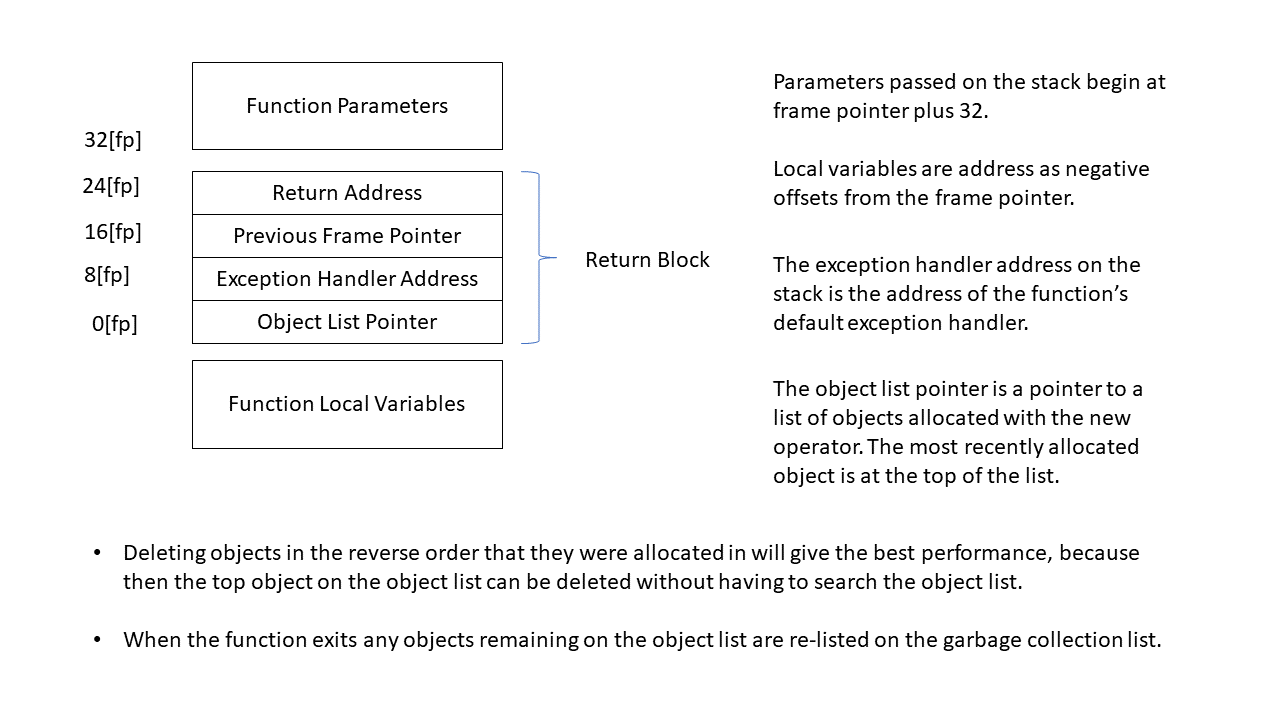 Function Parameters
32[fp]
24[fp]
Return Address
16[fp]
Previous Frame Pointer
8[fp]
Exception Handler Address
0[fp]
Object List Pointer
Return Block
Function Local Variables
Parameters passed on the stack begin at
frame pointer plus 32.
Local variables are address as negative
offsets from the frame pointer.
The exception handler address on the
stack is the address of the function’s
default exception handler.
The object list pointer is a pointer to a
list of objects allocated with the new
operator. The most recently allocated
object is at the top of the list.
• Deleting objects in the reverse order that they were allocated in will give the best performance, because
then the top object on the object list can be deleted without having to search the object list.
• When the function exits any objects remaining on the object list are re-listed on the garbage collection list.